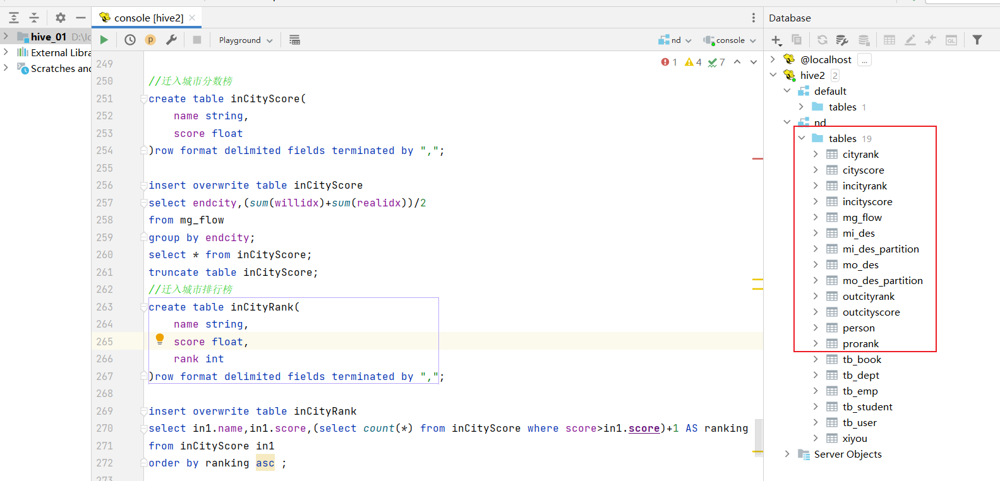 console [hive2]
Database
hive_01 D:\Ic
External Libra
Scratches and
Playground
nd
console
1 4 7
249
250 //迁入城市分数榜
251 create table inCityScore(
252 name string,
253 score float
254 )row format delimited fields terminated by ",";
255
256 insert overwrite table inCityScore
257 select endcity,(sum(willidx)+sum(realidx))/2
258 from mg_flow
259 group by endcity;
260 select * from inCityScore;
261 truncate table inCityScore;
262 //迁入城市排行榜
263 create table inCityRank(
264 name string,
265 score float,
266 rank int
267 )row format delimited fields terminated by ",";
268
269 insert overwrite table inCityRank
270 select in1.name,in1.score,(select count(*) from inCityScore where score>in1.score)+1 AS ranking
271 from inCityScore in1
272 order by ranking asc ;
273
@localhost ...
hive2 2
default
tables 1
nd
tables 19
cityrank
cityscore
incityrank
incityscore
mg_flow
mi_des
mi_des_partition
mo_des
mo_des_partition
outcityrank
outcityscore
person
prorank
tb_book
tb_dept
tb_emp
tb_student
tb_user
xiyou
Server Objects